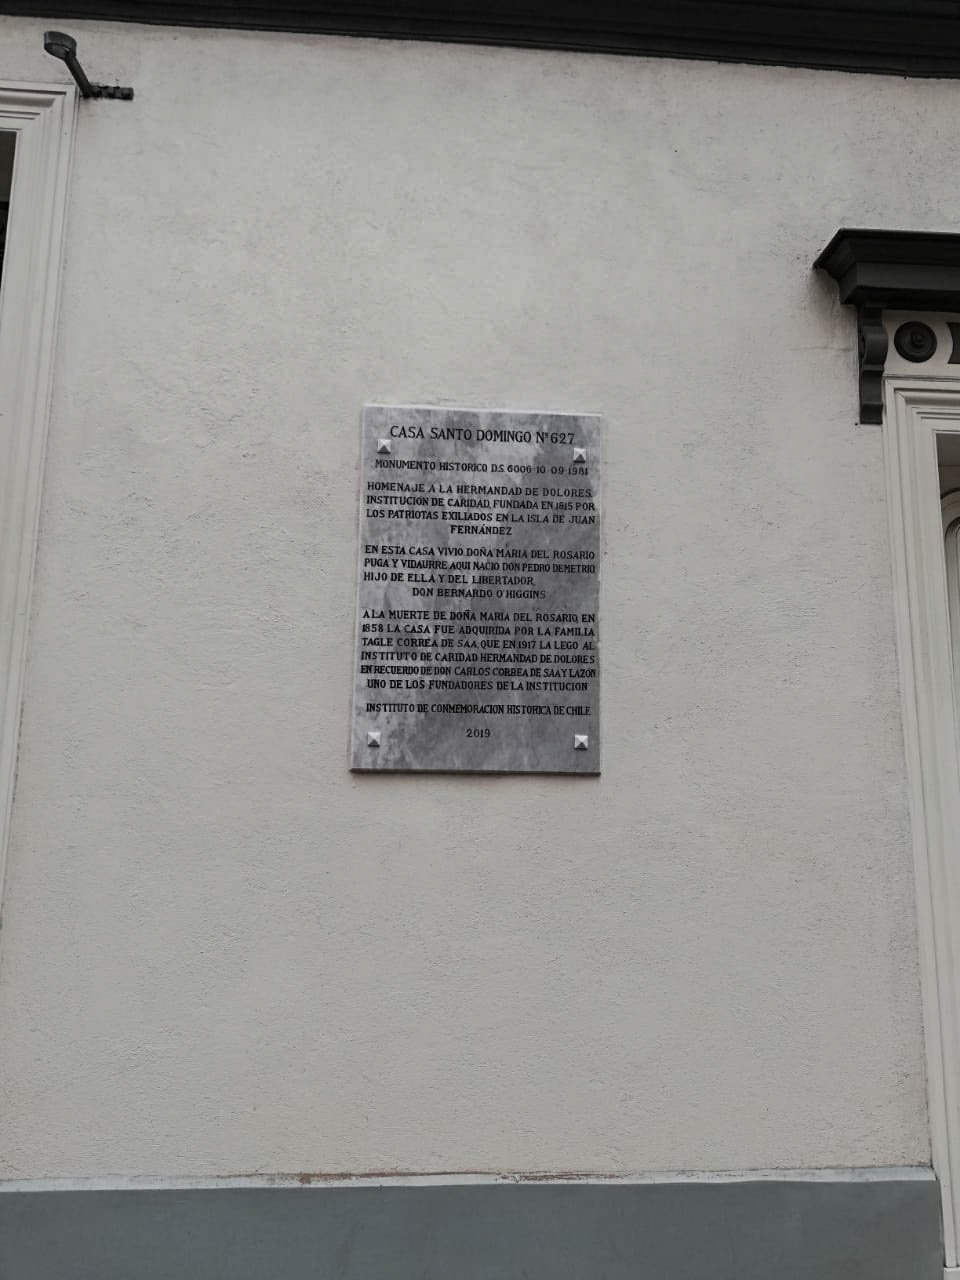 CASA SANTO DOMINGO Nº 627
MONUMENTO HISTORICO D.S. 6006·10·09·1981
HOMENAJE A LA HERMANDAD DE DOLORES,
INSTITUCIÓN DE CARIDAD, FUNDADA EN 1815 POR
LOS PATRIOTAS EXILIADOS EN LA ISLA DE JUAN
FERNÁNDEZ
EN ESTA CASA VIVIO DOÑA MARIA DEL ROSARIO
PUGA Y VIDAURRE AQUI NACIO DON PEDRO DEMETRIO
HIJO DE ELLA Y DEL LIBERTADOR,
DON BERNARDO O'HIGGINS
A LA MUERTE DE DOÑA MARIA DEL ROSARIO, EN
1858 LA CASA FUE ADQUIRIDA POR LA FAMILIA
TAGLE CORREA DE SAA, QUE EN 1917 LA LEGO AL
INSTITUTO DE CARIDAD HERMANDAD DE DOLORES
EN RECUERDO DE DON CARLOS CORREA DE SAA Y LAZÓN
UNO DE LOS FUNDADORES DE LA INSTITUCION
INSTITUTO DE CONMEMORACION HISTORICA DE CHILE
2019